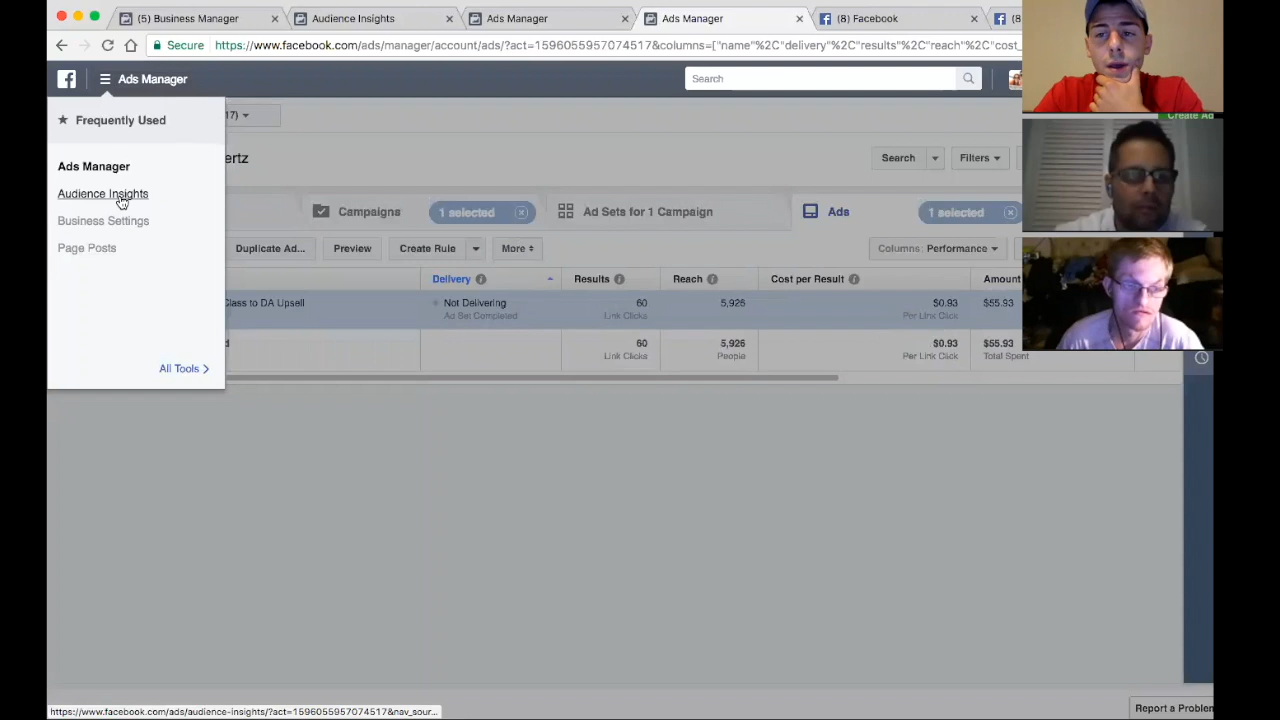 (5) Business Manager
Audience Insights
Ads Manager
Ads Manager
(8) Facebook
(8
Secure
https://www.facebook.com/ads/manager/account/ads/?act=1596055957074517&columns=["name"%2C"delivery"%2C"results"%2C"reach"%2C"cost_
Ads Manager
Search
Create Ad
Frequently Used
17)
ertz
Search
Filters
Ads Manager
Audience Insights
Business Settings
Page Posts
All Tools
Campaigns
1 selected
Ad Sets for 1 Campaign
Ads
1 selected
Duplicate Ad...
Preview
Create Rule
More
Columns: Performance
Delivery
Results
Reach
Cost per Result
Amount
Class to DA Upsell
Not Delivering
60
5,926
$0.93
$55.93
Ad Set Completed
Link Clicks
Per Link Click
d
60
5,926
$0.93
$55.93
Link Clicks
People
Per Link Click
Total Spent
https://www.facebook.com/ads/audience-insights/?act=1596055957074517&nav_sour...
Report a Problem